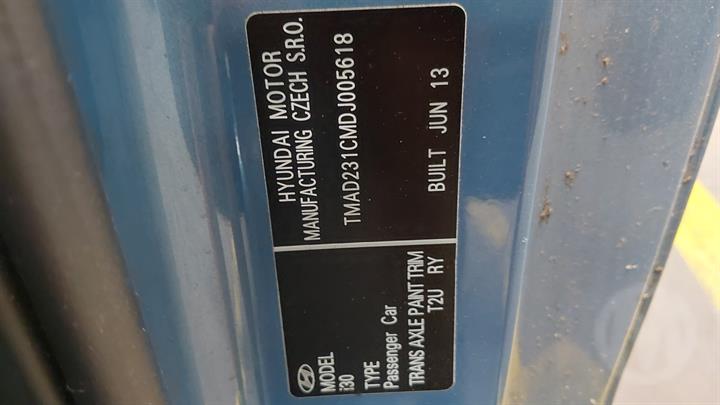 HYUNDAI MOTOR
MANUFACTURING CZECH S.R.O.
TMAD231CMDJ005618
BUILT JUN 13
MODEL
i30
TYPE
Passenger Car
TRANS AXLE PAINT TRIM
T2U RY